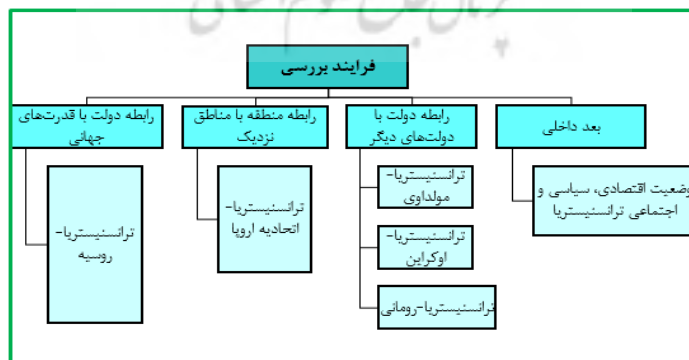 فرایند بررسی
بعد داخلی
رابطه دولت با
دولت‌های دیگر
رابطه منطقه با مناطق
نزدیک
رابطه دولت با قدرت‌های
جهانی
وضعیت اقتصادی، سیاسی و
اجتماعی ترانسنیستریا
ترانسنیستریا-
مولداوی
ترانسنیستریا-
اوکراین
ترانسنیستریا-رومانی
ترانسنیستریا-
اتحادیه اروپا
ترانسنیستریا-
روسیه